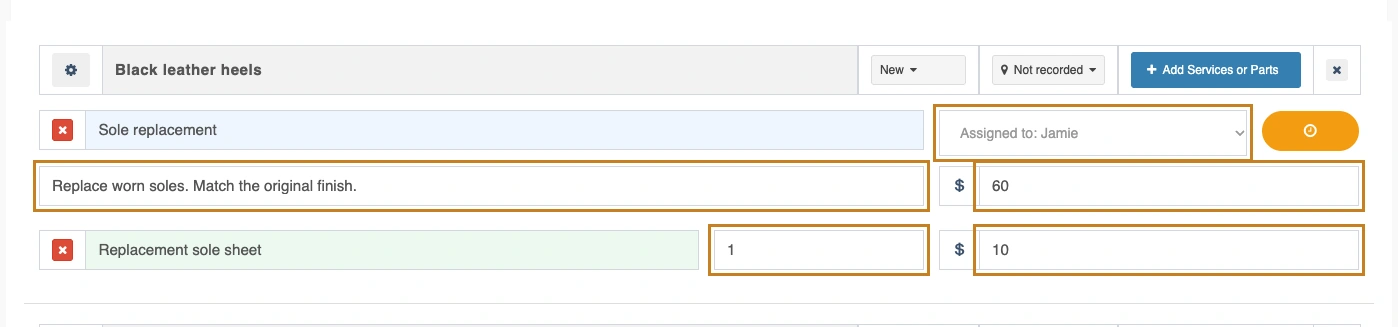 Black leather heels
New
Not recorded
+ Add Services or Parts
Sole replacement
Assigned to: Jamie
Replace worn soles. Match the original finish.
$ 60
Replacement sole sheet
1
$ 10